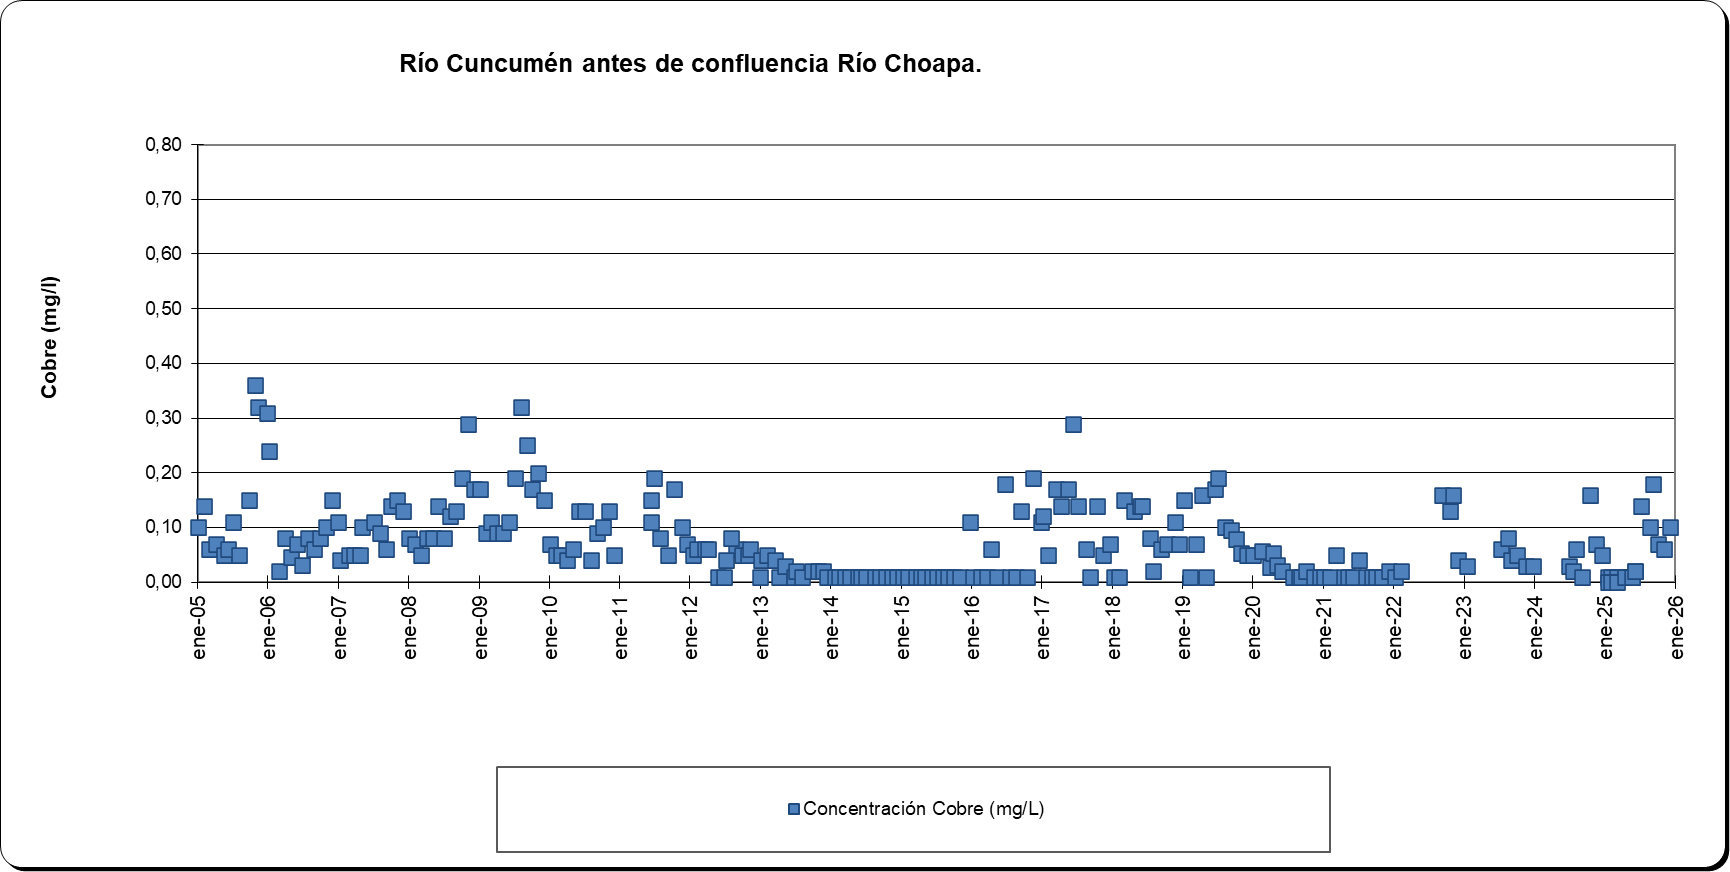 Río Cuncumén antes de confluencia Río Choapa.
Cobre (mg/l)
0,80
0,70
0,60
0,50
0,40
0,30
0,20
0,10
0,00
ene-05
ene-06
ene-07
ene-08
ene-09
ene-10
ene-11
ene-12
ene-13
ene-14
ene-15
ene-16
ene-17
ene-18
ene-19
ene-20
ene-21
ene-22
ene-23
ene-24
ene-25
ene-26
Concentración Cobre (mg/L)